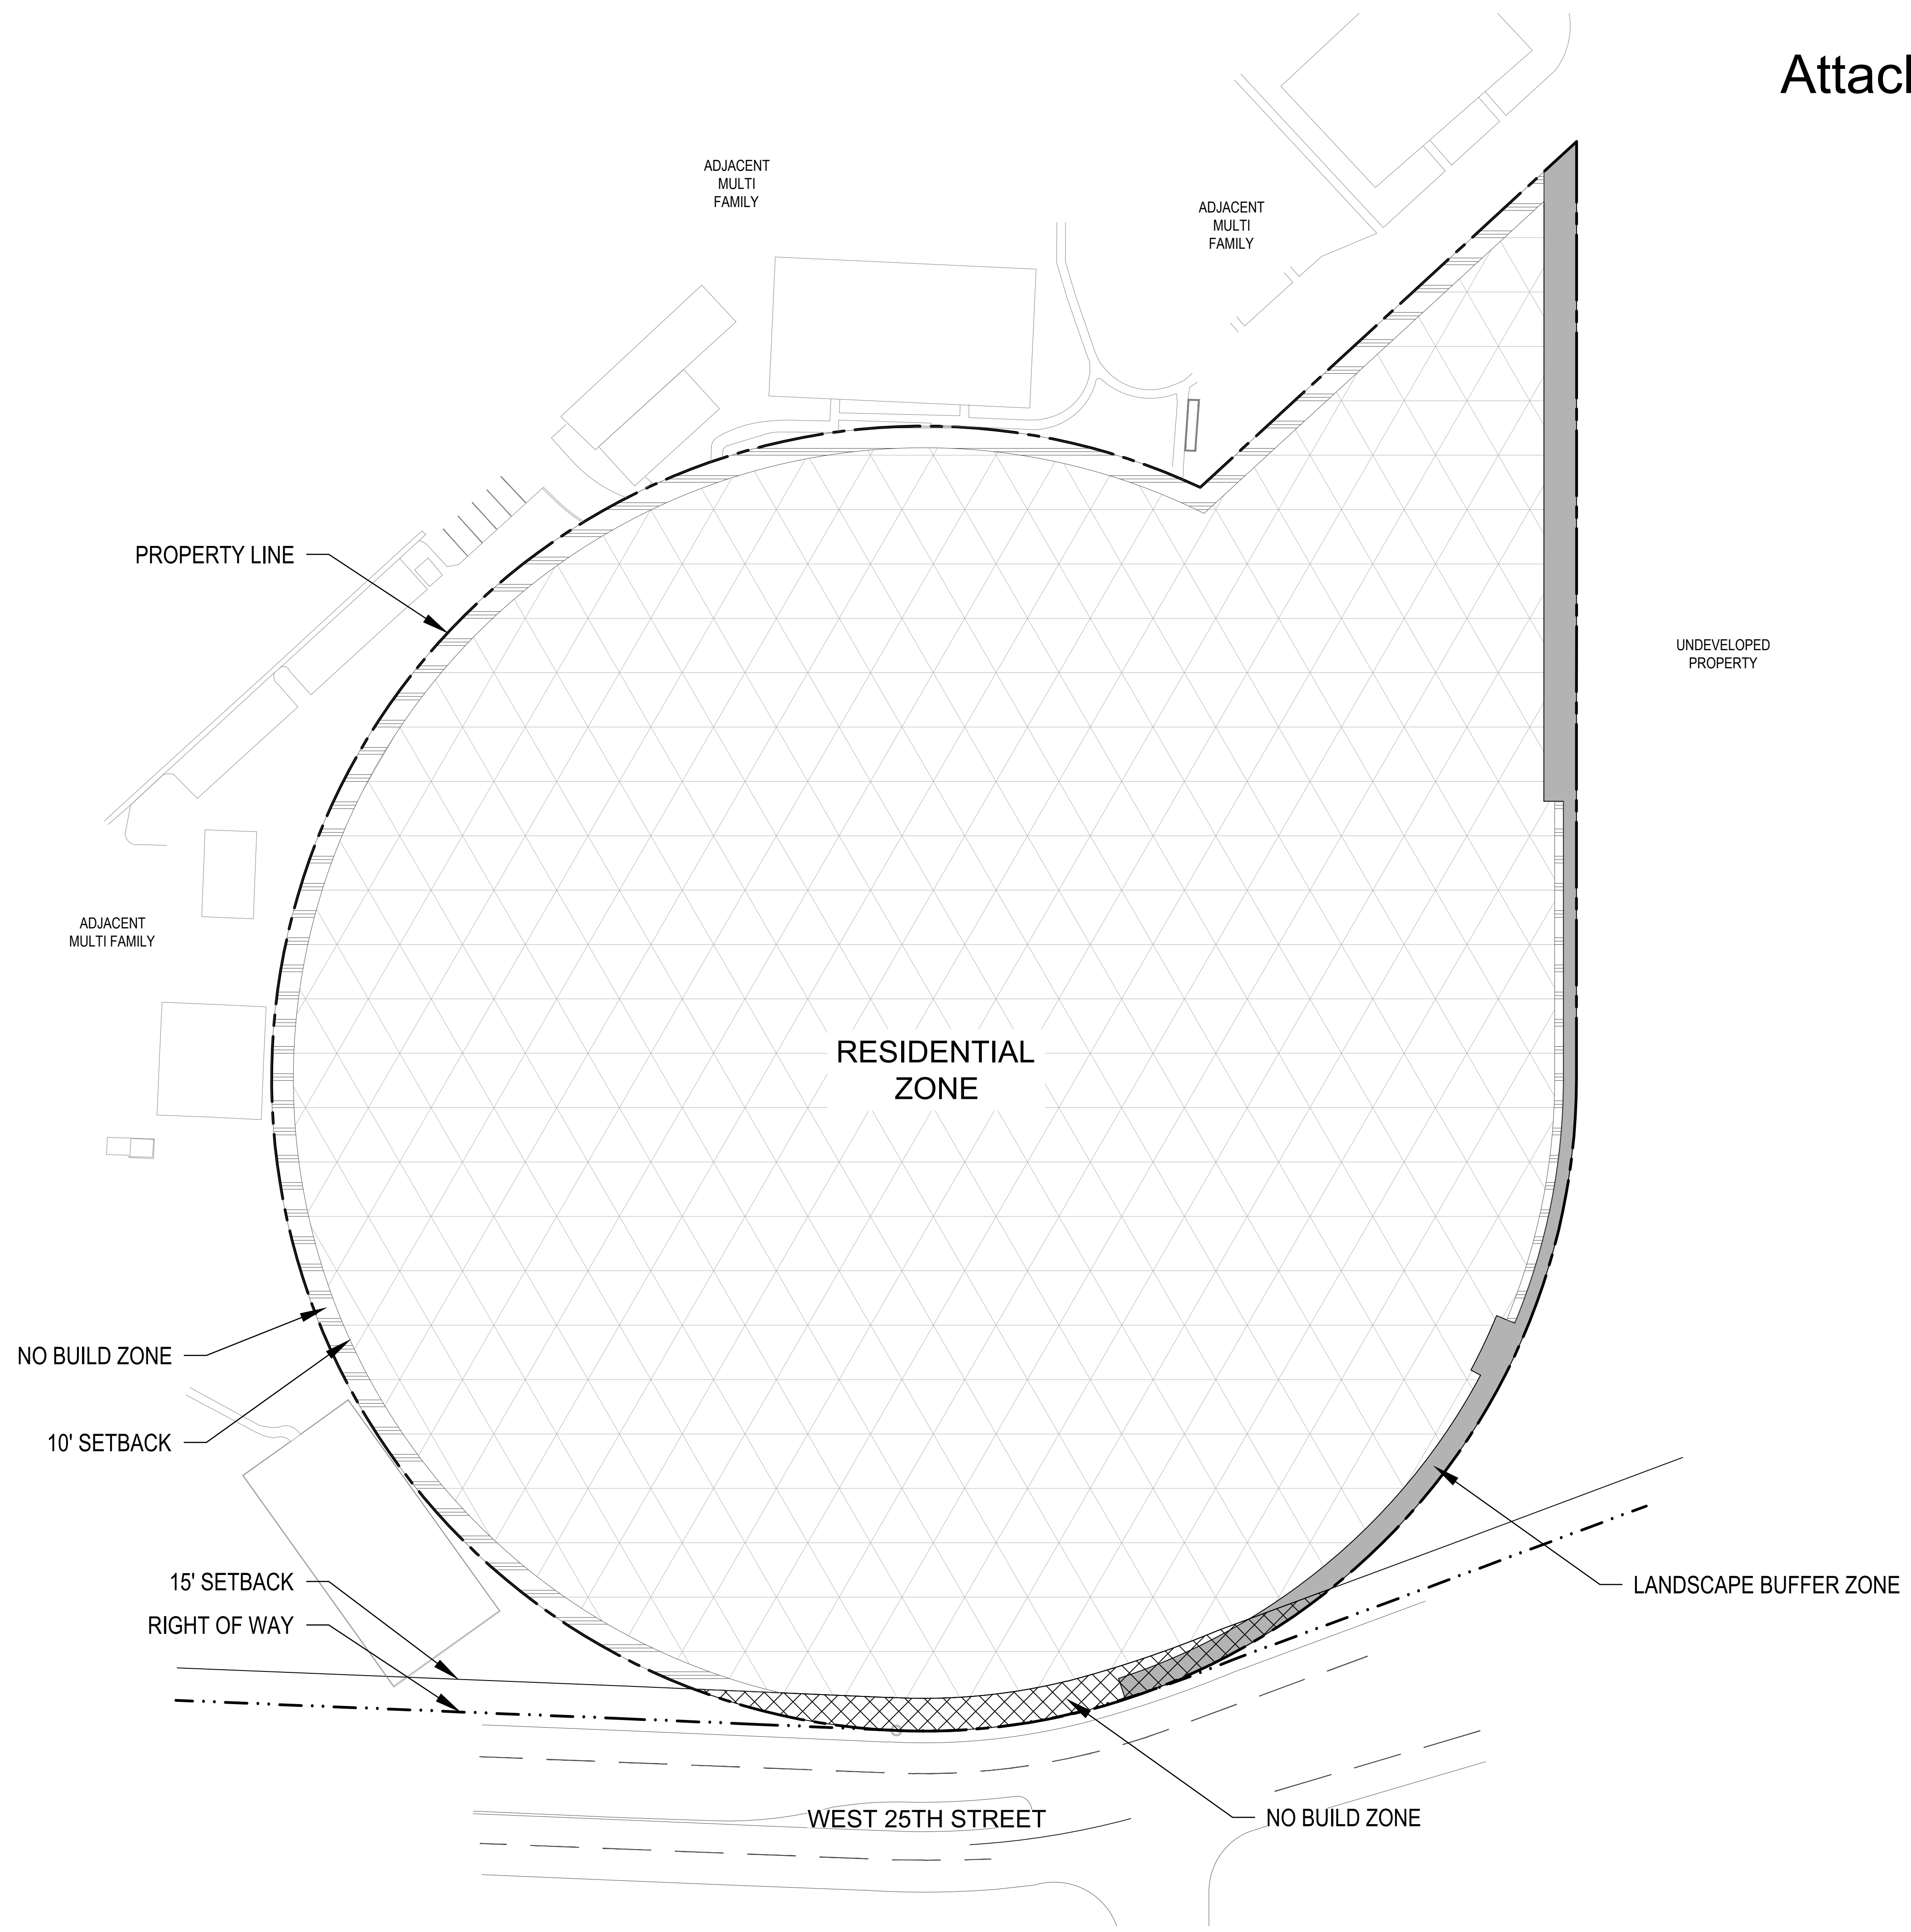 Attac
ADJACENT
MULTI
FAMILY
ADJACENT
MULTI
FAMILY
PROPERTY LINE
UNDEVELOPED
PROPERTY
ADJACENT
MULTI FAMILY
RESIDENTIAL
ZONE
NO BUILD ZONE
10' SETBACK
15' SETBACK
RIGHT OF WAY
LANDSCAPE BUFFER ZONE
WEST 25TH STREET
NO BUILD ZONE